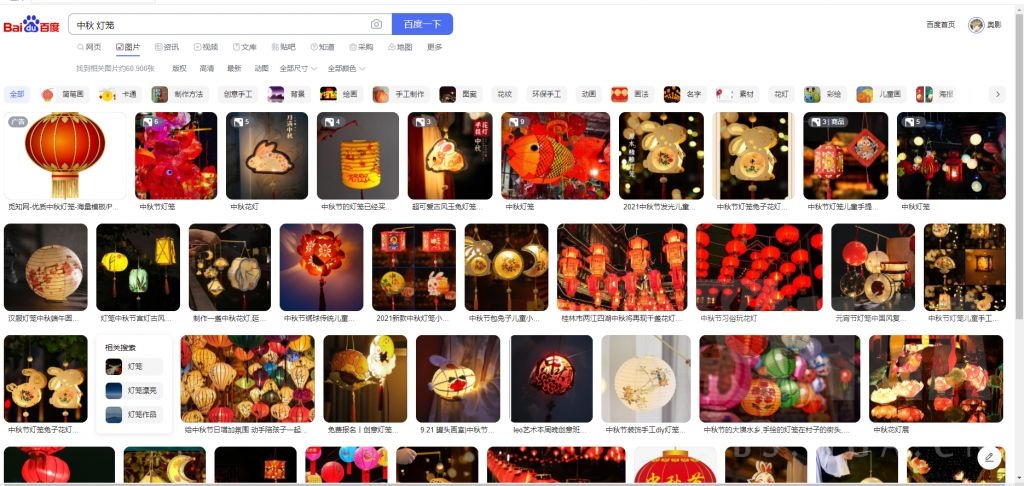 Bai du 百度
中秋 灯笼
百度一下
百度首页
奥影
网页 图片 资讯 视频 文库 贴吧 知道 采购 地图 更多
找到相关图片约60,900张 版权 高清 最新 动图 全部尺寸 全部颜色
全部 简笔画 卡通 制作方法 创意手工 背景 绘画 手工制作 图案 花纹 环保手工 动画 画法 名字 素材 花灯 彩绘 儿童画 海报
广告 6 5 4 3 9 3 | 商品 5
月满中秋
觅知网-优质中秋灯笼-海量模板/P... 中秋节灯笼 中秋花灯 中秋节的灯笼已经买... 超可爱古风玉兔灯笼... 中秋灯笼 2021中秋节发光儿童... 中秋节灯笼兔子花灯... 中秋节灯笼儿童手提... 中秋灯笼
汉服灯笼中秋端午圆... 灯笼中秋节宫灯古风... 制作一盏中秋花灯,延... 中秋节绣球传统儿童... 2021新款中秋灯笼小... 中秋节包兔子儿童小... 桂林市两江四湖中秋将再现千盏花灯... 中秋节习俗玩花灯 元宵节灯笼中国风复... 中秋节灯笼儿童手工...
相关搜索
灯笼
灯笼漂亮
灯笼作品
中秋节灯笼兔子花灯... 给中秋节日增加氛围 动手陪孩子一起... 免费报名丨创意灯笼... 9.21 罐头画室|中秋节... leo艺术本周晚创意班... 中秋节装饰手工diy灯笼... 中秋节的大澳水乡,手绘的灯笼在村子的街头... 中秋花灯展
中秋节